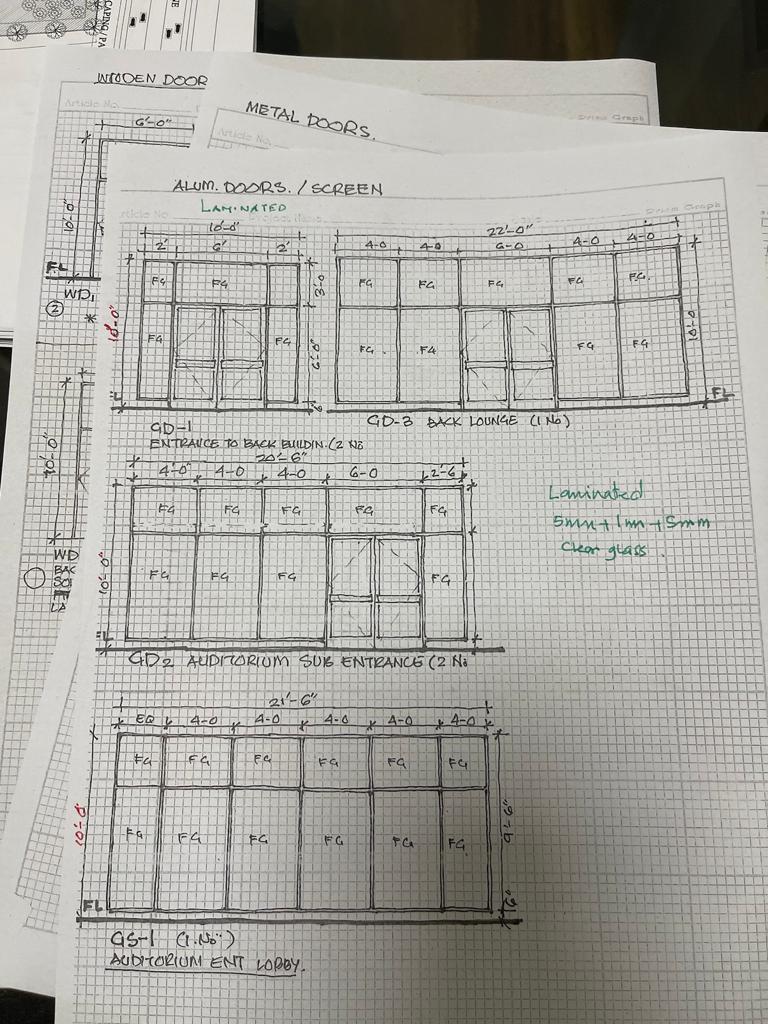 CAPING/PA
WOODEN DOOR
Article No.
6'-0"
10'-0"
FL
WD1
2
10'-0"
WD
BAC
LA
METAL DOORS.
Article No.
Druem Graph
ALUM. DOORS. / SCREEN
LAMINATED
10'-0"
2' 6' 2'
FG FG
FG FG
3'-0
6'-0"
6"
10'-0"
GD-1
ENTRANCE TO BACK BUILDIN. (2 No
22'-0"
4-0 4-0 6-0 4-0 4-0
FG FG FG FG FG.
FG. FG FG FG
10'-0
FL
GD-3 BACK LOUNGE (1 No)
20'-6"
4'-0" 4-0 4-0 6-0 2'-6
FG FG FG FG FG
FG FG FG FG
10'-0"
GD2 AUDITORIUM SUB ENTRANCE (2 No
Laminated
5mm + 1mm + 5mm
clear glass.
21'-6"
EQ 4-0 4-0 4-0 4-0 4-0
FG FG FG FG FG FG
FG FG FG FG FG FG
10'-0"
9'-6"
6"
FL
GS-1 (1.No")
AUDITORIUM ENT LOBBY.